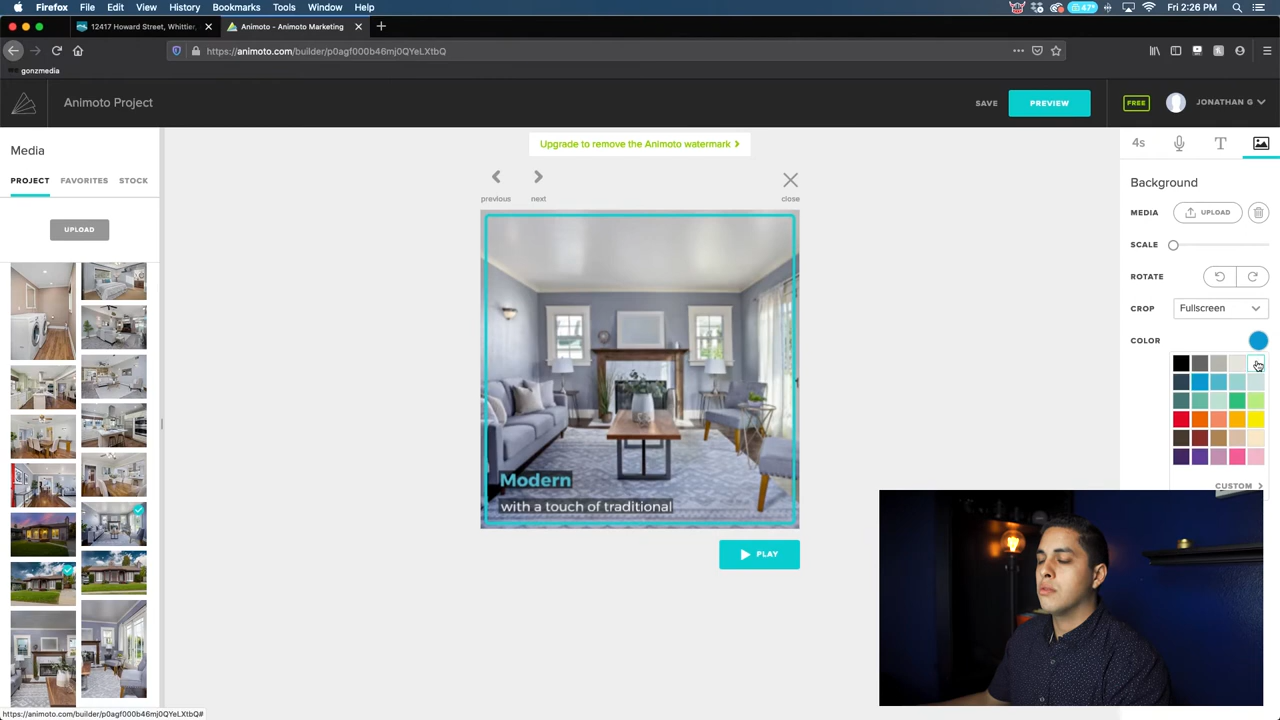 Firefox File Edit View History Bookmarks Tools Window Help
47°
Fri 2:26 PM
12417 Howard Street, Whittier,
Animoto - Animoto Marketing
https://animoto.com/builder/p0agf000b46mj0QYeLXtbQ
gonzmedia
Animoto Project
SAVE
PREVIEW
FREE
JONATHAN G
Media
Upgrade to remove the Animoto watermark
4s
T
PROJECT FAVORITES STOCK
previous
next
close
Background
MEDIA
UPLOAD
UPLOAD
SCALE
ROTATE
CROP
Fullscreen
COLOR
CUSTOM
Modern
with a touch of traditional
PLAY
https://animoto.com/builder/p0agf000b46mj0QYeLXtbQ#